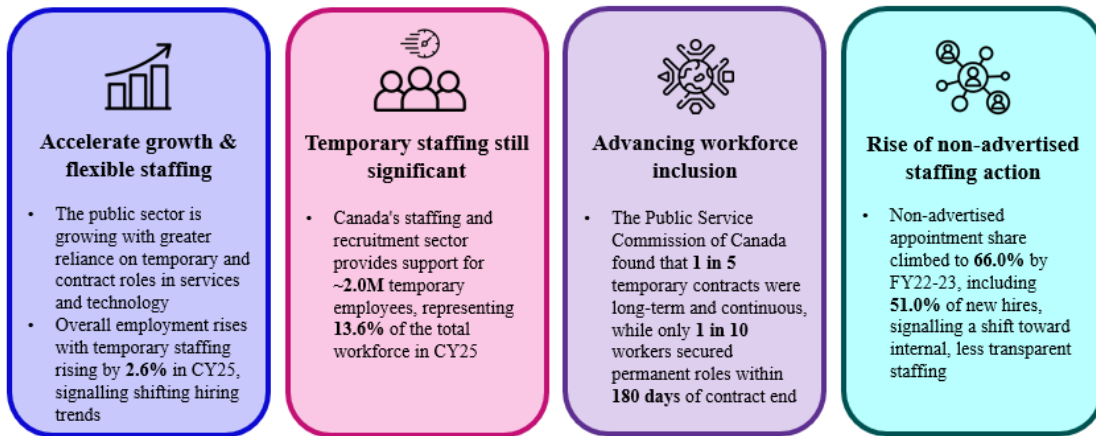 Accelerate growth &
flexible staffing
• The public sector is
growing with greater
reliance on temporary and
contract roles in services
and technology
• Overall employment rises
with temporary staffing
rising by 2.6% in CY25,
signalling shifting hiring
trends
Temporary staffing still
significant
• Canada's staffing and
recruitment sector
provides support for
~2.0M temporary
employees, representing
13.6% of the total
workforce in CY25
Advancing workforce
inclusion
• The Public Service
Commission of Canada
found that 1 in 5
temporary contracts were
long-term and continuous,
while only 1 in 10
workers secured
permanent roles within
180 days of contract end
Rise of non-advertised
staffing action
• Non-advertised
appointment share
climbed to 66.0% by
FY22-23, including
51.0% of new hires,
signalling a shift toward
internal, less transparent
staffing